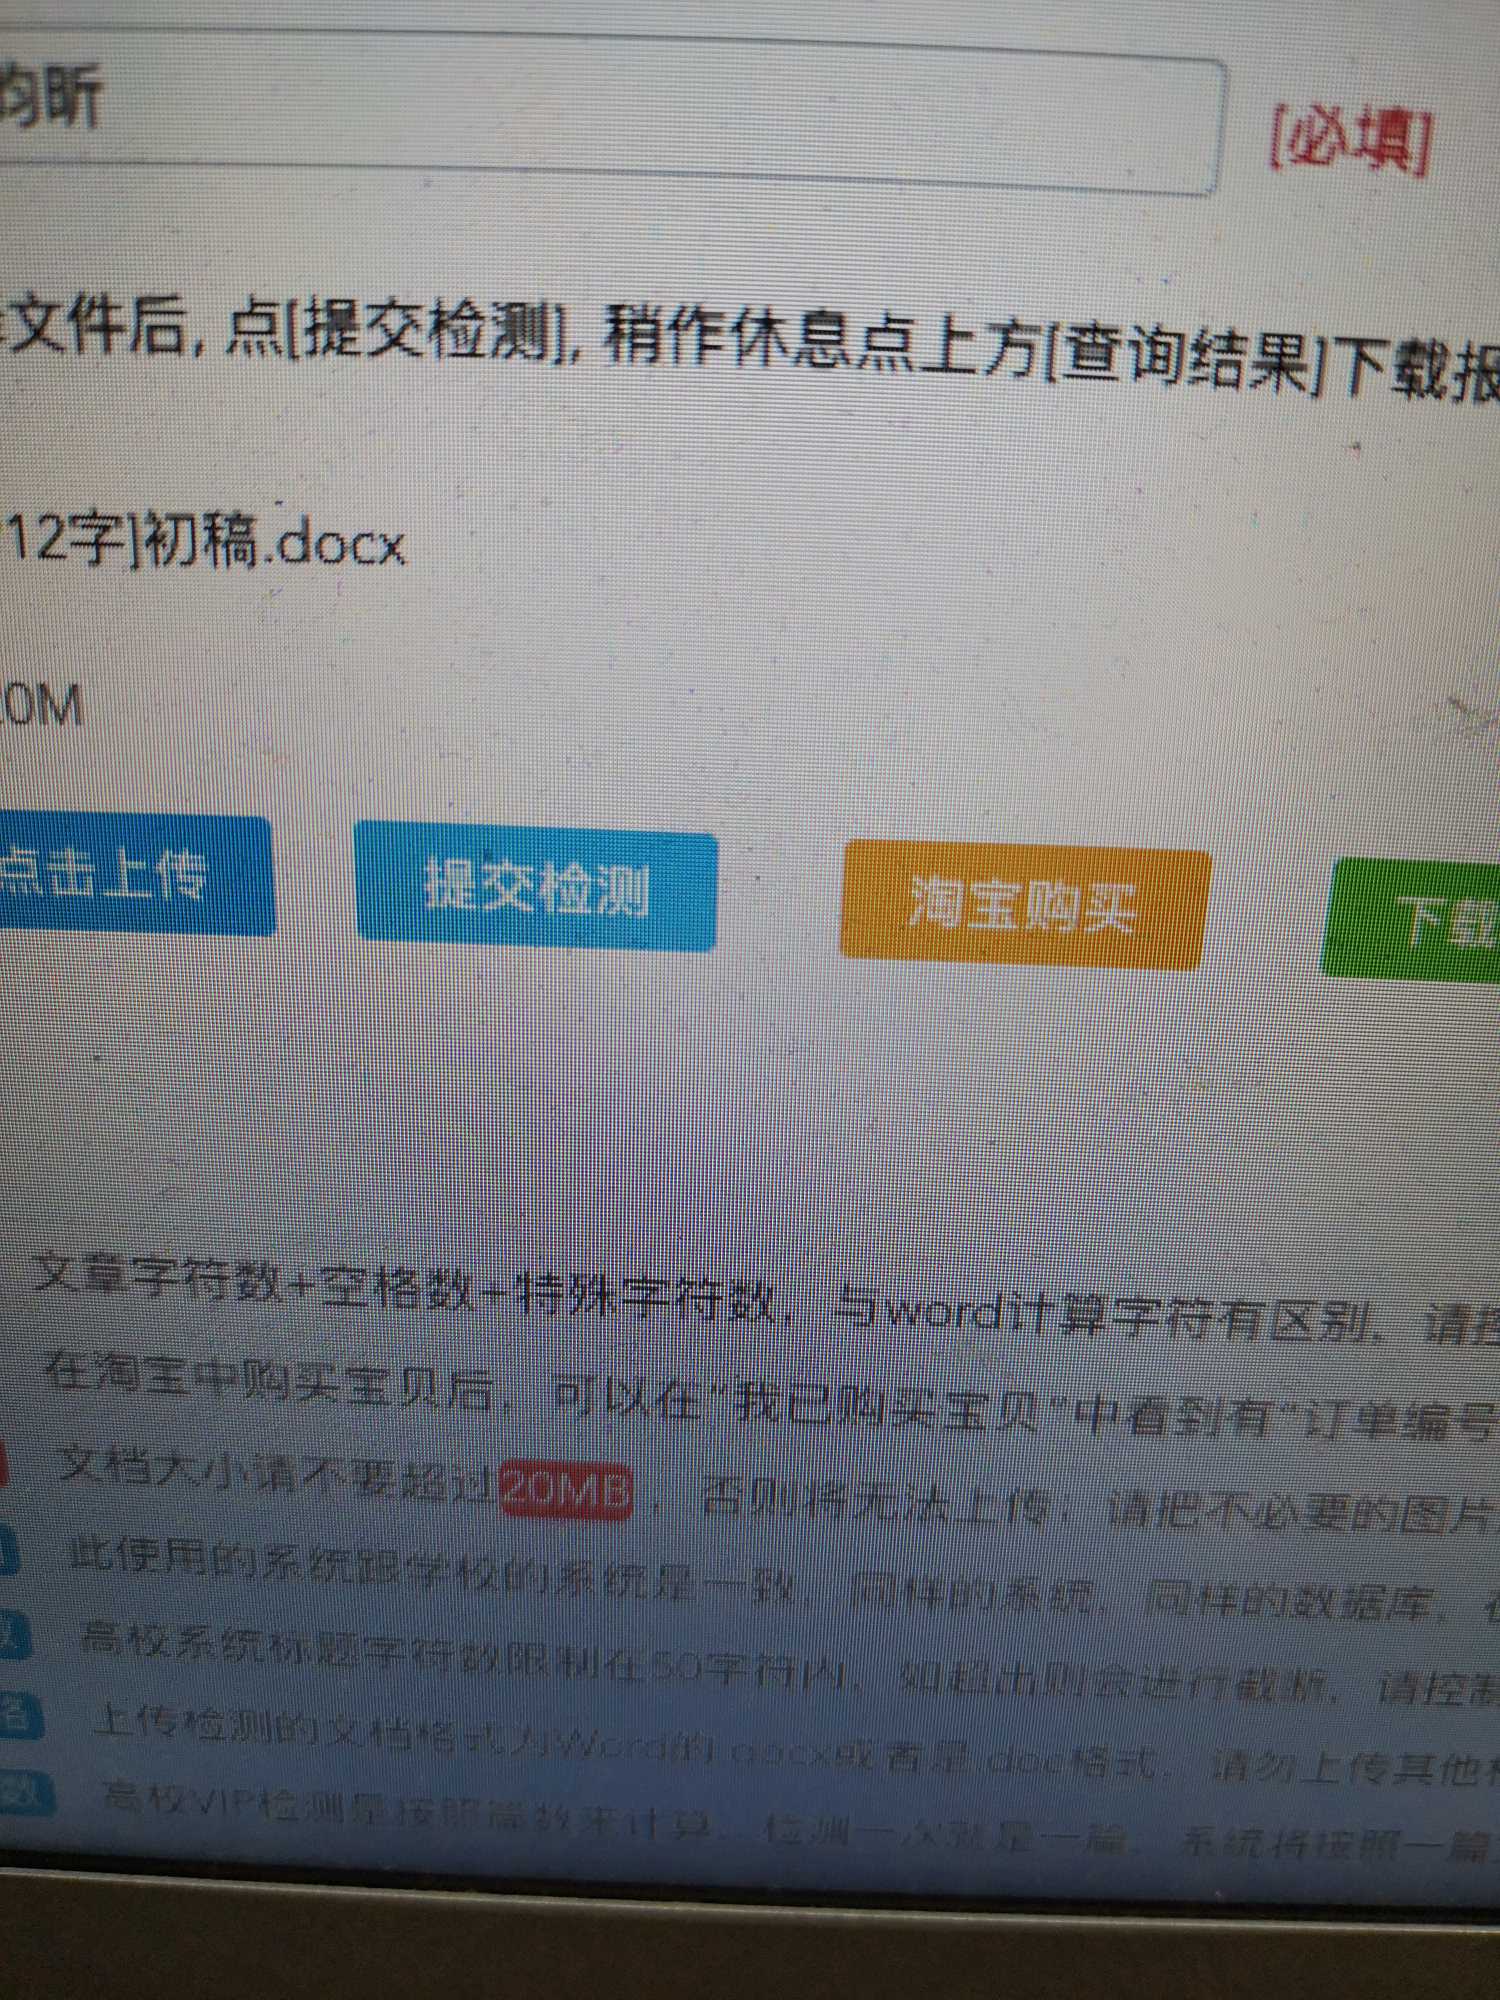 昕
[必填]
文件后, 点[提交检测], 稍作休息点上方[查询结果]下载报
12字]初稿.docx
0M
点击上传
提交检测
淘宝购买
下载
文章字符数+空格数+特殊字符数, 与word计算字符有区别, 请按
在淘宝中购买宝贝后, 可以在"我已购买宝贝"中看到有"订单编号
文档大小请不要超过20MB, 否则将无法上传; 请把不必要的图片
此使用的系统跟学校的系统是一致, 同样的系统, 同样的数据库,
高校系统标题字符数限制在50字符内, 如超出则会进行截断, 请控制
名 上传检测的文档格式为Word的.docx或者是.doc格式, 请勿上传其他
数 高校VIP检测是按照篇数来计算, 检测一次就是一篇, 系统将按照一篇